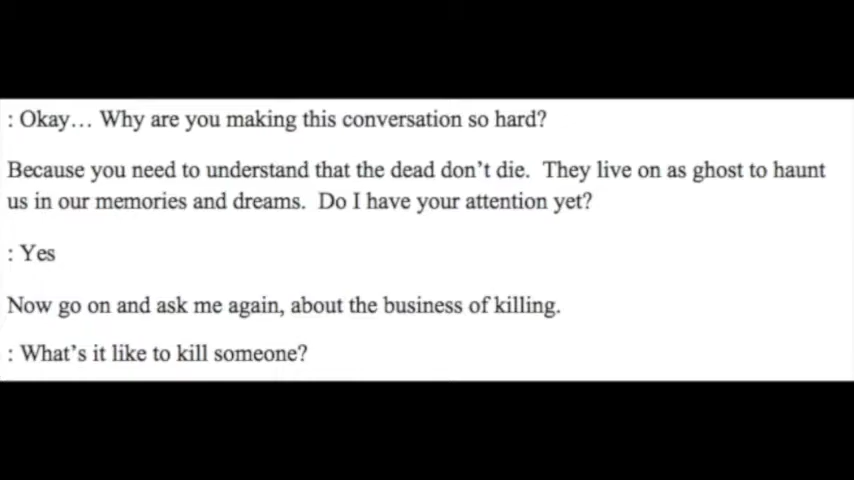 : Okay… Why are you making this conversation so hard?
Because you need to understand that the dead don’t die.  They live on as ghost to haunt
us in our memories and dreams.  Do I have your attention yet?
: Yes
Now go on and ask me again, about the business of killing.
: What’s it like to kill someone?